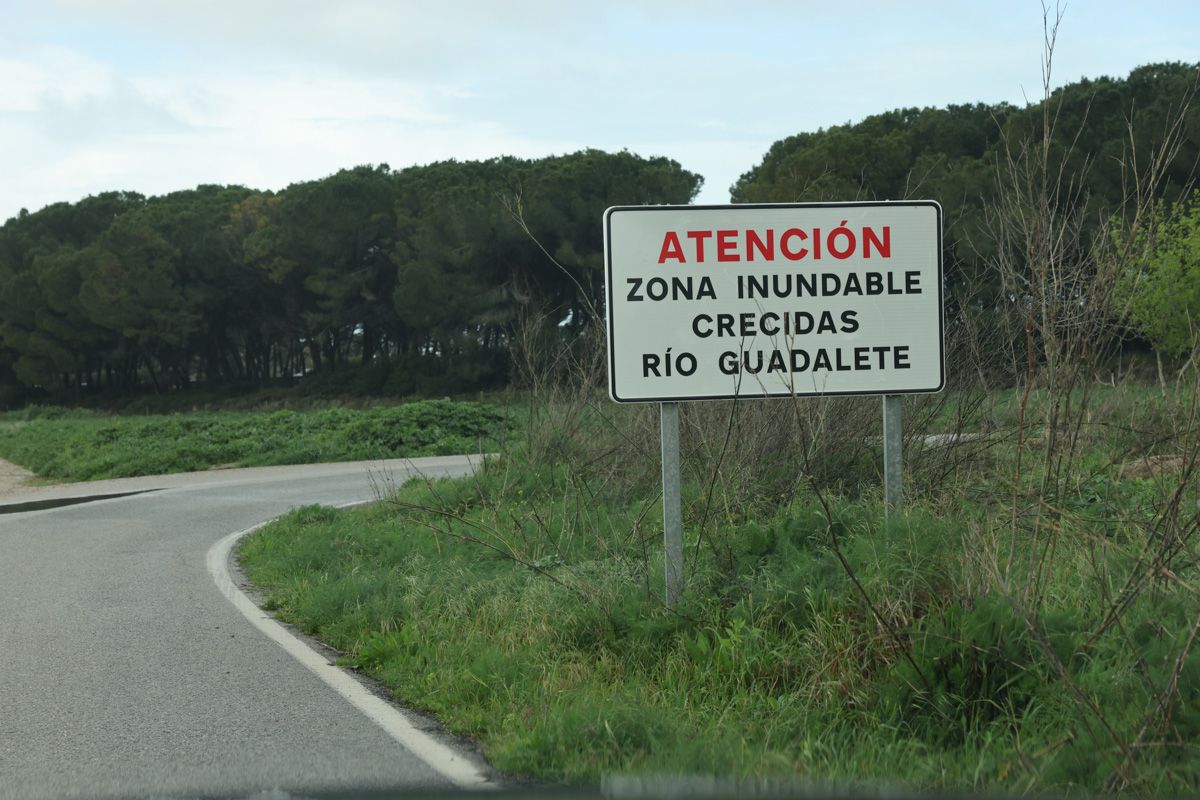 ATENCIÓN
ZONA INUNDABLE
CRECIDAS
RÍO GUADALETE